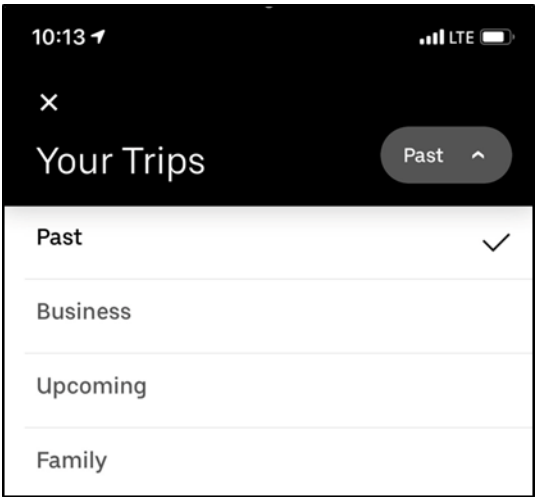 10:13 LTE
Your Trips
Past
Past
Business
Upcoming
Family